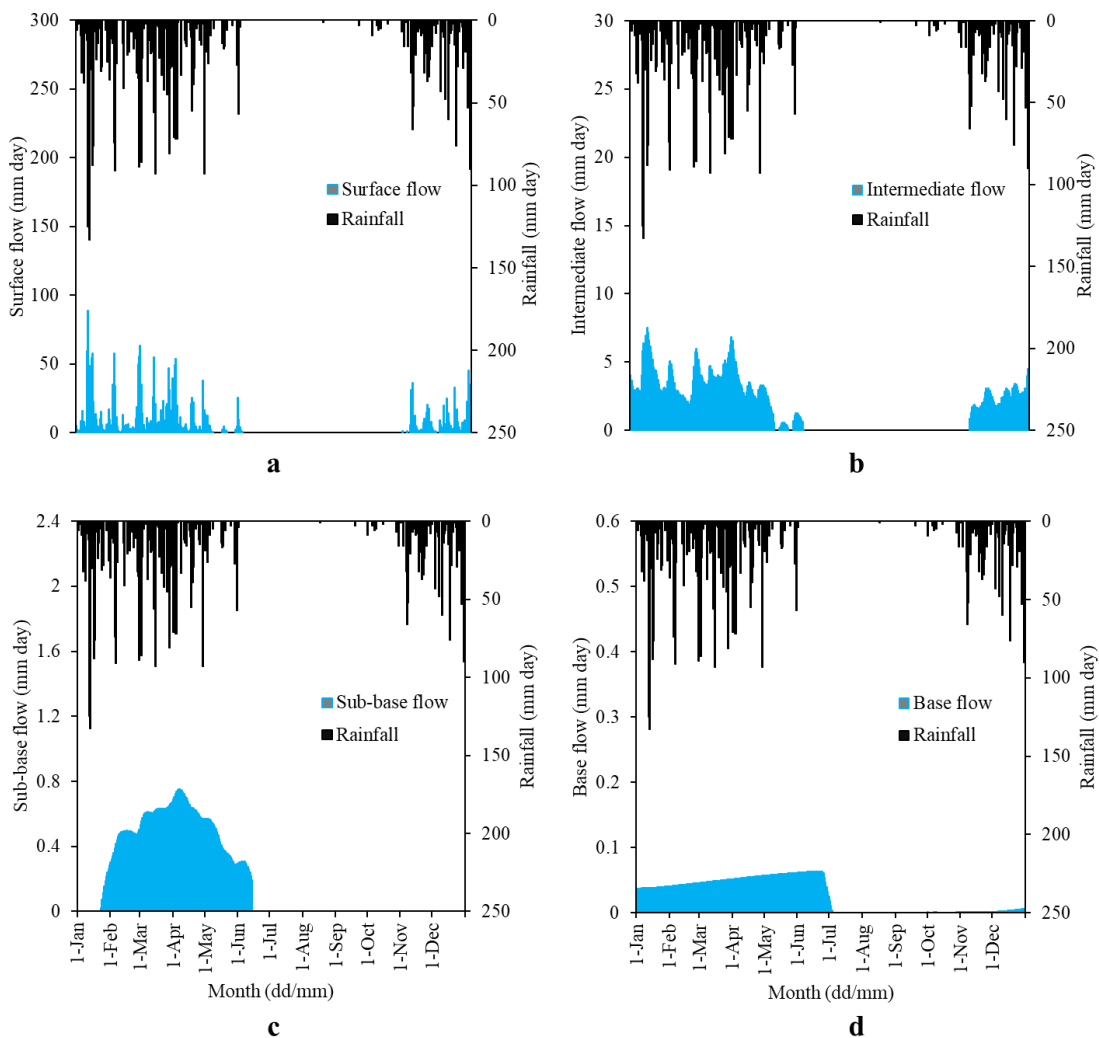 300
250
200
150
100
50
0
Surface flow (mm day)
Surface flow
Rainfall
0
50
100
150
200
250
Rainfall (mm day)
a
30
25
20
15
10
5
0
Intermediate flow (mm day)
Intermediate flow
Rainfall
0
50
100
150
200
250
Rainfall (mm day)
b
2.4
2
1.6
1.2
0.8
0.4
0
Sub-base flow (mm day)
Sub-base flow
Rainfall
0
50
100
150
200
250
Rainfall (mm day)
1-Jan
1-Feb
1-Mar
1-Apr
1-May
1-Jun
1-Jul
1-Aug
1-Sep
1-Oct
1-Nov
1-Dec
Month (dd/mm)
c
0.6
0.5
0.4
0.3
0.2
0.1
0
Base flow (mm day)
Base flow
Rainfall
0
50
100
150
200
250
Rainfall (mm day)
1-Jan
1-Feb
1-Mar
1-Apr
1-May
1-Jun
1-Jul
1-Aug
1-Sep
1-Oct
1-Nov
1-Dec
Month (dd/mm)
d